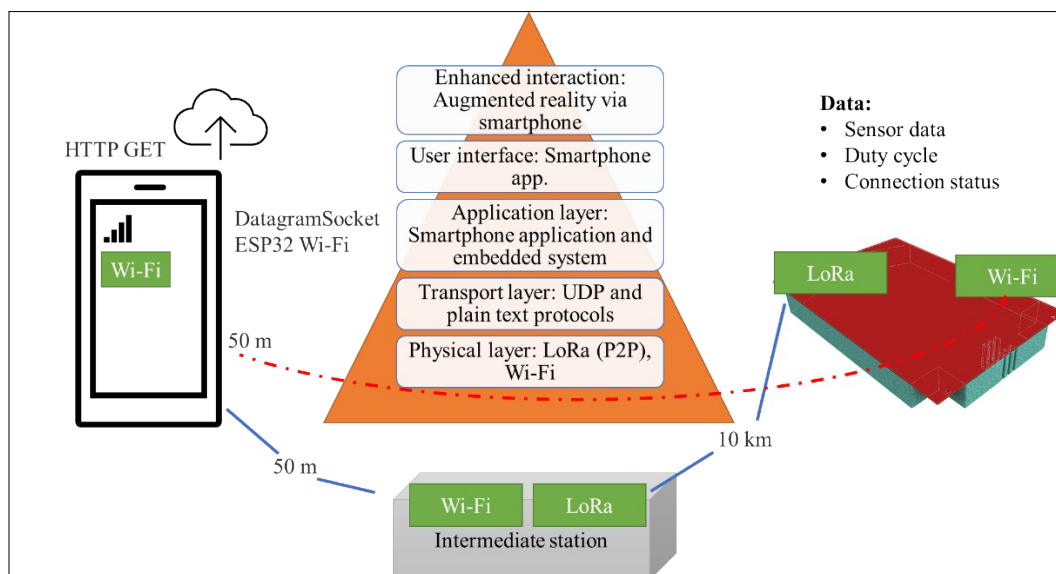 HTTP GET
Wi-Fi
DatagramSocket
ESP32 Wi-Fi
Enhanced interaction:
Augmented reality via
smartphone
User interface: Smartphone
app.
Application layer:
Smartphone application and
embedded system
Transport layer: UDP and
plain text protocols
Physical layer: LoRa (P2P),
Wi-Fi
Data:
• Sensor data
• Duty cycle
• Connection status
LoRa
Wi-Fi
50 m
50 m
10 km
Wi-Fi
LoRa
Intermediate station